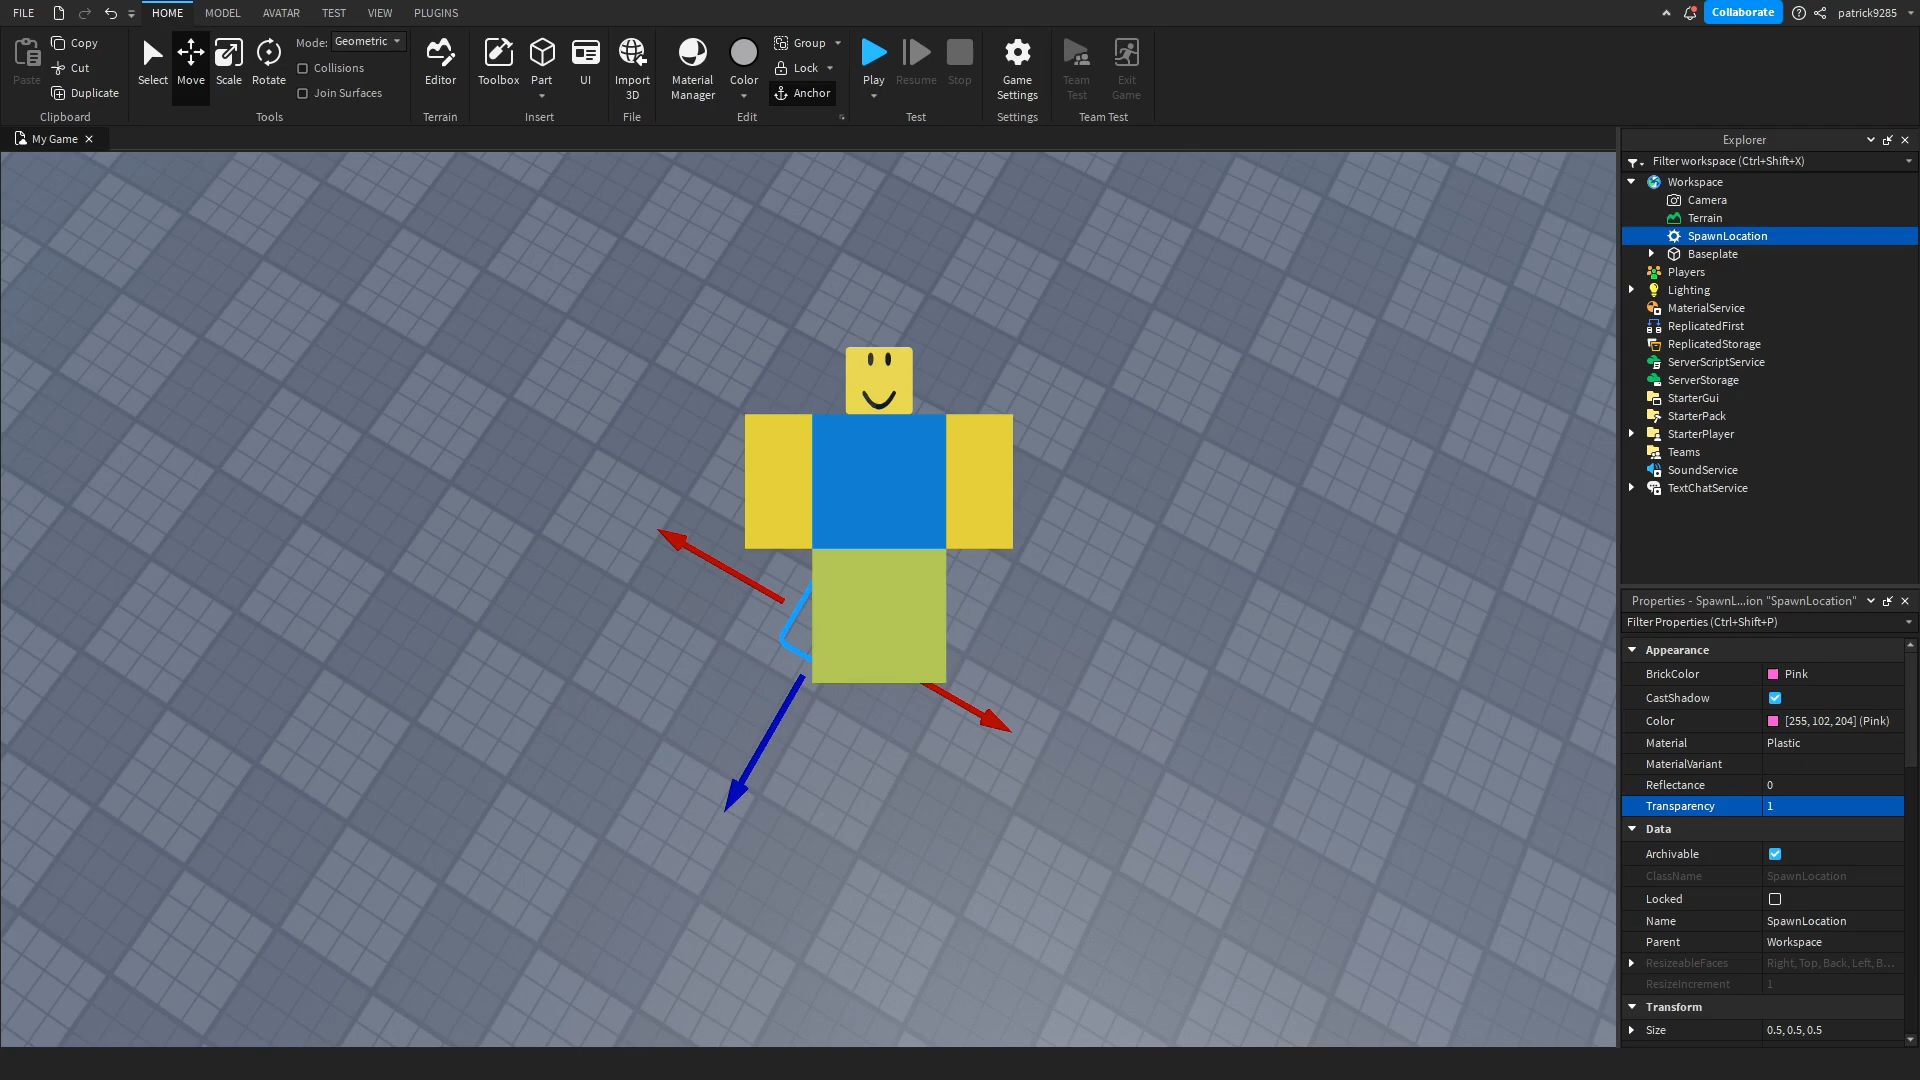 FILE HOME MODEL AVATAR TEST VIEW PLUGINS Collaborate patrick9285
Paste
Copy
Cut
Duplicate
Clipboard
Select Move Scale Rotate
Mode: Geometric
Collisions
Join Surfaces
Tools
Editor
Terrain
Toolbox Part UI
Insert
Import
3D
File
Material
Manager
Color
Group
Lock
Anchor
Edit
Play Resume Stop
Test
Game
Settings
Settings
Team
Test
Exit
Game
Team Test
My Game
Explorer
Filter workspace (Ctrl+Shift+X)
Workspace
Camera
Terrain
SpawnLocation
Baseplate
Players
Lighting
MaterialService
ReplicatedFirst
ReplicatedStorage
ServerScriptService
ServerStorage
StarterGui
StarterPack
StarterPlayer
Teams
SoundService
TextChatService
Properties - SpawnL...ion "SpawnLocation"
Filter Properties (Ctrl+Shift+P)
Appearance
BrickColor Pink
CastShadow
Color [255, 102, 204] (Pink)
Material Plastic
MaterialVariant
Reflectance 0
Transparency 1
Data
Archivable
ClassName SpawnLocation
Locked
Name SpawnLocation
Parent Workspace
ResizeableFaces Right, Top, Back, Left, B...
ResizeIncrement 1
Transform
Size 0.5, 0.5, 0.5